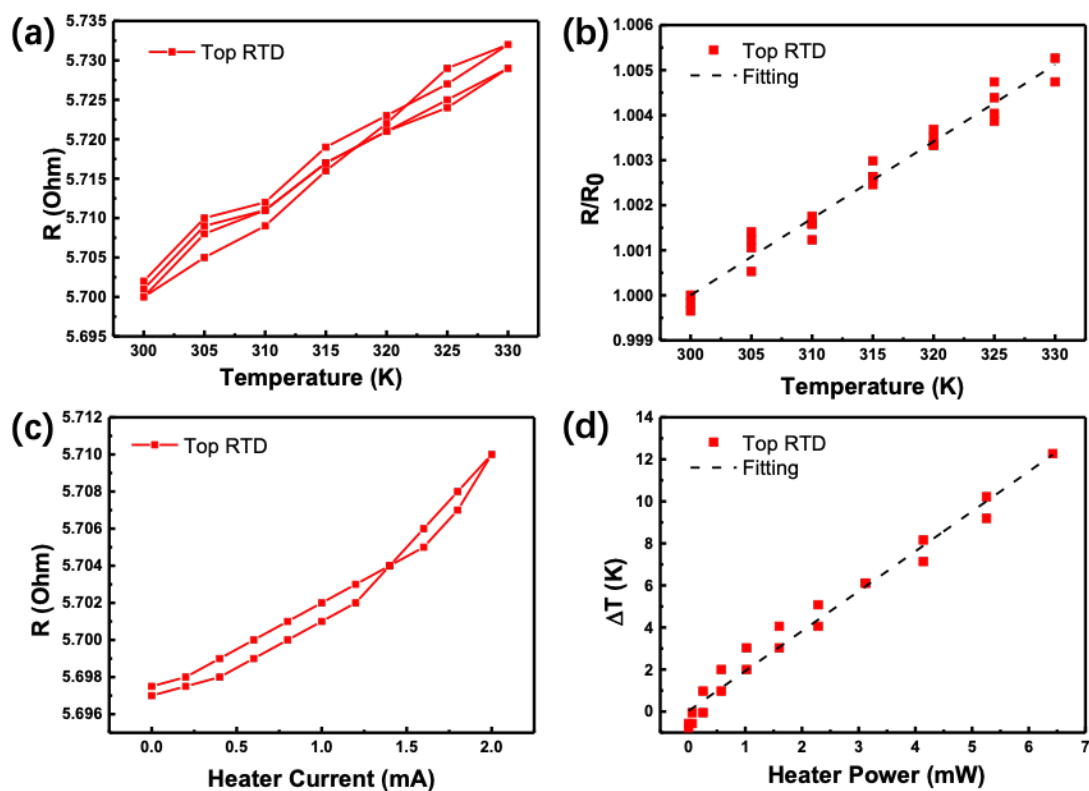 (a)
Top RTD
R (Ohm)
5.735
5.730
5.725
5.720
5.715
5.710
5.705
5.700
5.695
300 305 310 315 320 325 330
Temperature (K)
(b)
Top RTD
Fitting
R/R₀
1.006
1.005
1.004
1.003
1.002
1.001
1.000
0.999
300 305 310 315 320 325 330
Temperature (K)
(c)
Top RTD
R (Ohm)
5.712
5.710
5.708
5.706
5.704
5.702
5.700
5.698
5.696
0.0 0.5 1.0 1.5 2.0
Heater Current (mA)
(d)
Top RTD
Fitting
ΔT (K)
14
12
10
8
6
4
2
0
0 1 2 3 4 5 6 7
Heater Power (mW)